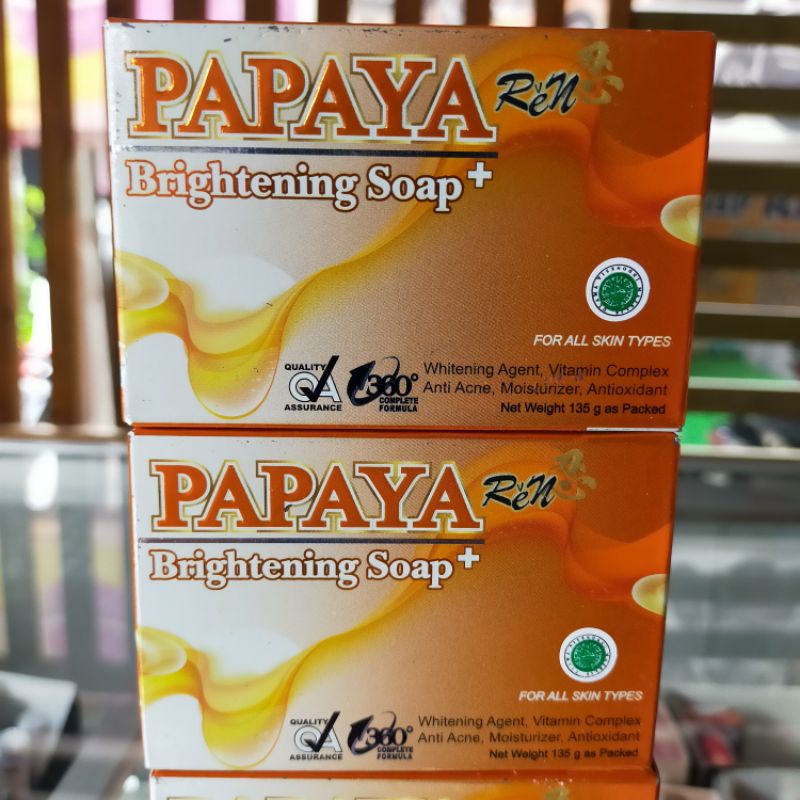 PAPAYA RěN 忍
Brightening Soap+
FOR ALL SKIN TYPES
QUALITY
QA
ASSURANCE
360°
COMPLETE
FORMULA
Whitening Agent, Vitamin Complex
Anti Acne, Moisturizer, Antioxidant
Net Weight 135 g as Packed
PAPAYA RěN 忍
Brightening Soap+
FOR ALL SKIN TYPES
QUALITY
QA
ASSURANCE
360°
COMPLETE
FORMULA
Whitening Agent, Vitamin Complex
Anti Acne, Moisturizer, Antioxidant
Net Weight 135 g as Packed